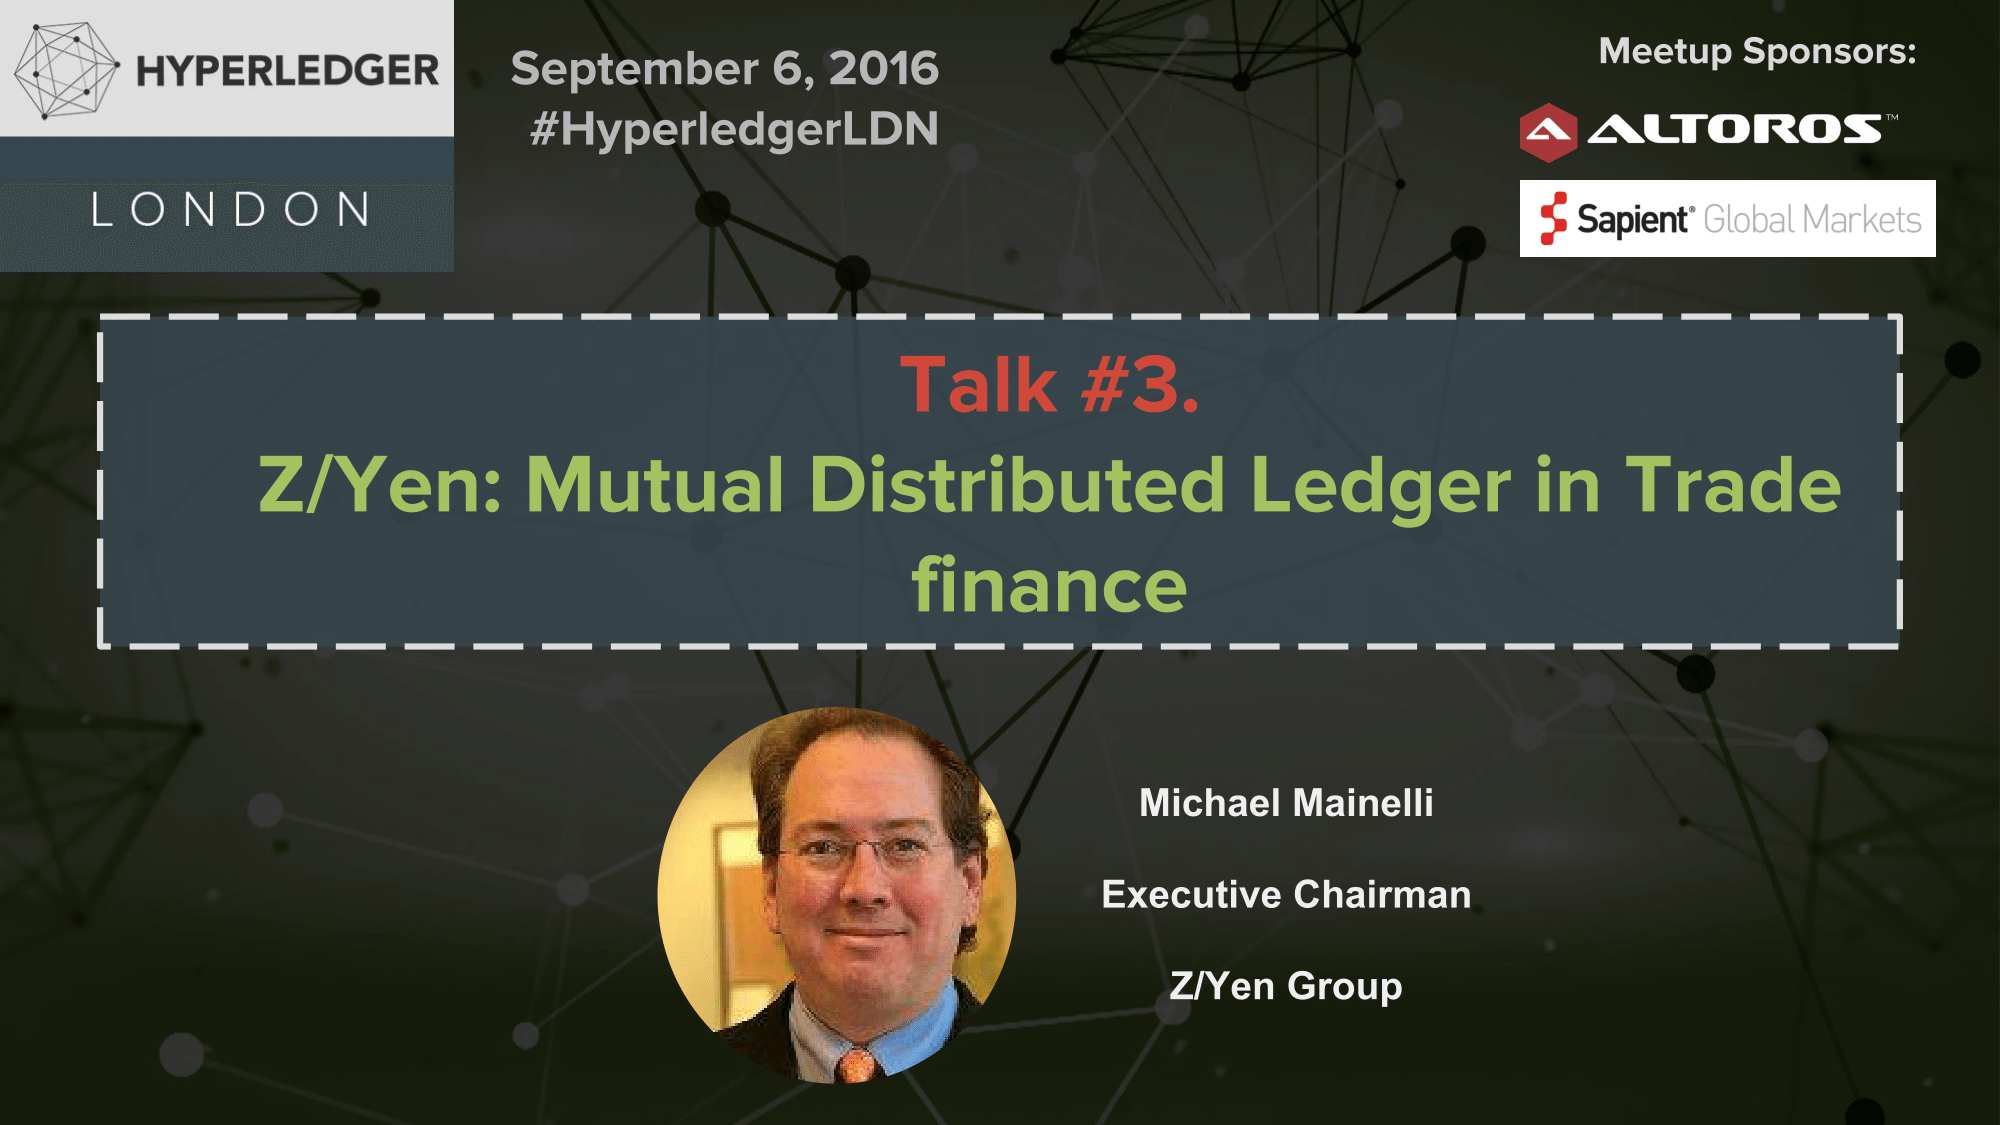 HYPERLEDGER
LONDON
September 6, 2016
#HyperledgerLDN
Meetup Sponsors:
ALTOROS™
Sapient® Global Markets
Talk #3.
Z/Yen: Mutual Distributed Ledger in Trade
finance
Michael Mainelli
Executive Chairman
Z/Yen Group